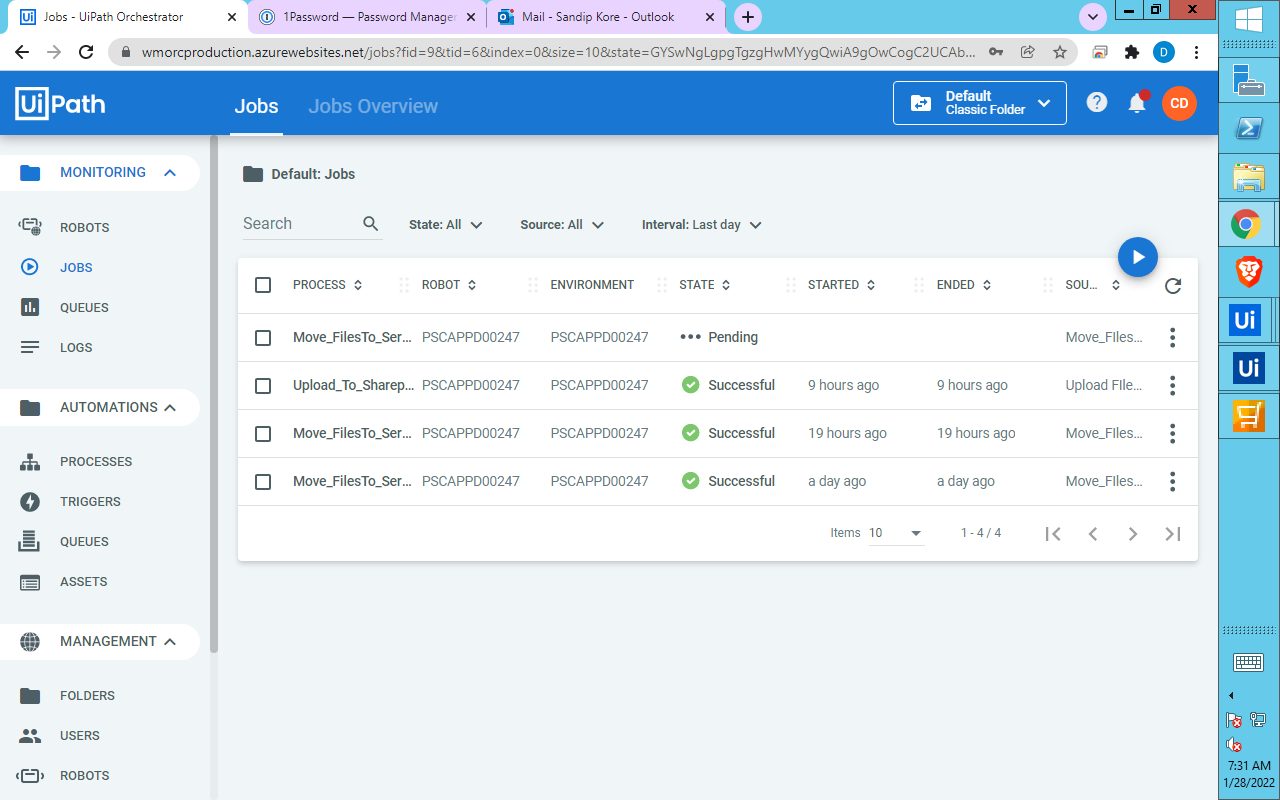 Jobs - UiPath Orchestrator
1Password — Password Manager
Mail - Sandip Kore - Outlook
wmorcproduction.azurewebsites.net/jobs?fid=9&tid=6&index=0&size=10&state=GYSwNgLpgTgzgHwMYygQwiA9gOwCogC2UCAb...
D
UiPath
Jobs
Jobs Overview
Default
Classic Folder
CD
MONITORING
ROBOTS
JOBS
QUEUES
LOGS
AUTOMATIONS
PROCESSES
TRIGGERS
QUEUES
ASSETS
MANAGEMENT
FOLDERS
USERS
ROBOTS
Default: Jobs
Search
State: All
Source: All
Interval: Last day
PROCESS ROBOT ENVIRONMENT STATE STARTED ENDED SOU...
Move_FIlesTo_Ser... PSCAPPD00247 PSCAPPD00247 Pending Move_FIles...
Upload_To_Sharep... PSCAPPD00247 PSCAPPD00247 Successful 9 hours ago 9 hours ago Upload FIle...
Move_FIlesTo_Ser... PSCAPPD00247 PSCAPPD00247 Successful 19 hours ago 19 hours ago Move_FIles...
Move_FIlesTo_Ser... PSCAPPD00247 PSCAPPD00247 Successful a day ago a day ago Move_FIles...
Items 10 1 - 4 / 4
Ui
Ui
7:31 AM
1/28/2022